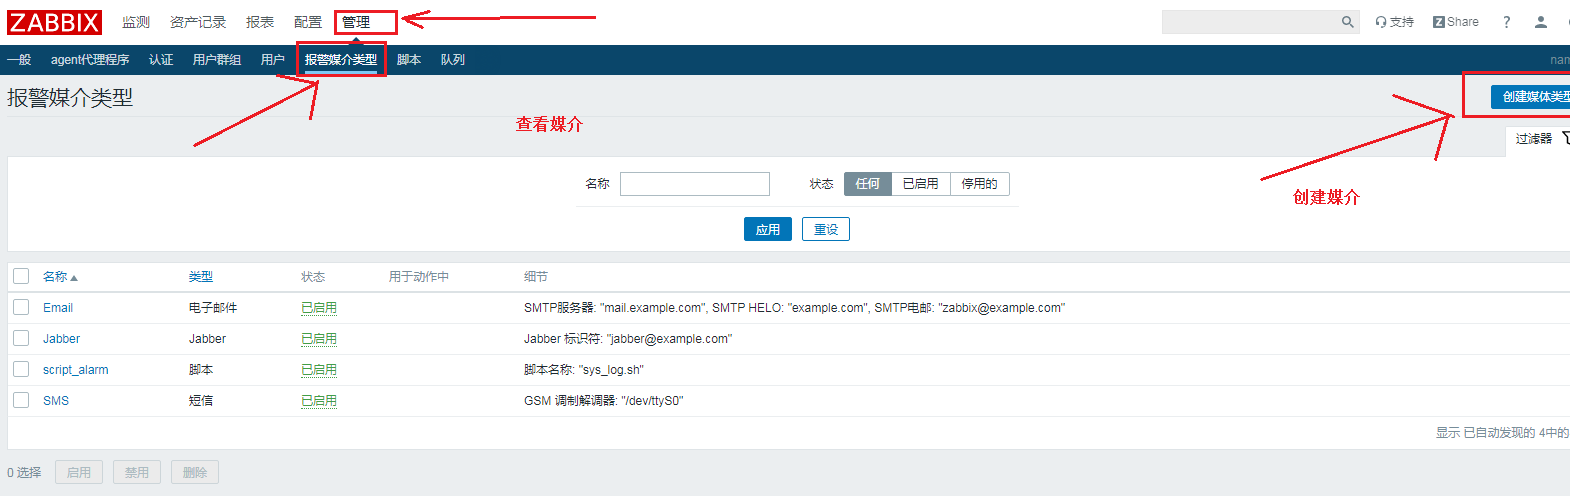 ZABBIX 监测 资产记录 报表 配置 管理 支持 Share ?
一般 agent代理程序 认证 用户群组 用户 报警媒介类型 脚本 队列
报警媒介类型 创建媒体类型
查看媒介
过滤器
名称 状态 任何 已启用 停用的
创建媒介
应用 重设
名称 类型 状态 用于动作中 细节
Email 电子邮件 已启用 SMTP服务器: "mail.example.com", SMTP HELO: "example.com", SMTP电邮: "zabbix@example.com"
Jabber Jabber 已启用 Jabber 标识符: "jabber@example.com"
script_alarm 脚本 已启用 脚本名称: "sys_log.sh"
SMS 短信 已启用 GSM 调制解调器: "/dev/ttyS0"
显示 已自动发现的 4中的
0 选择 启用 禁用 删除